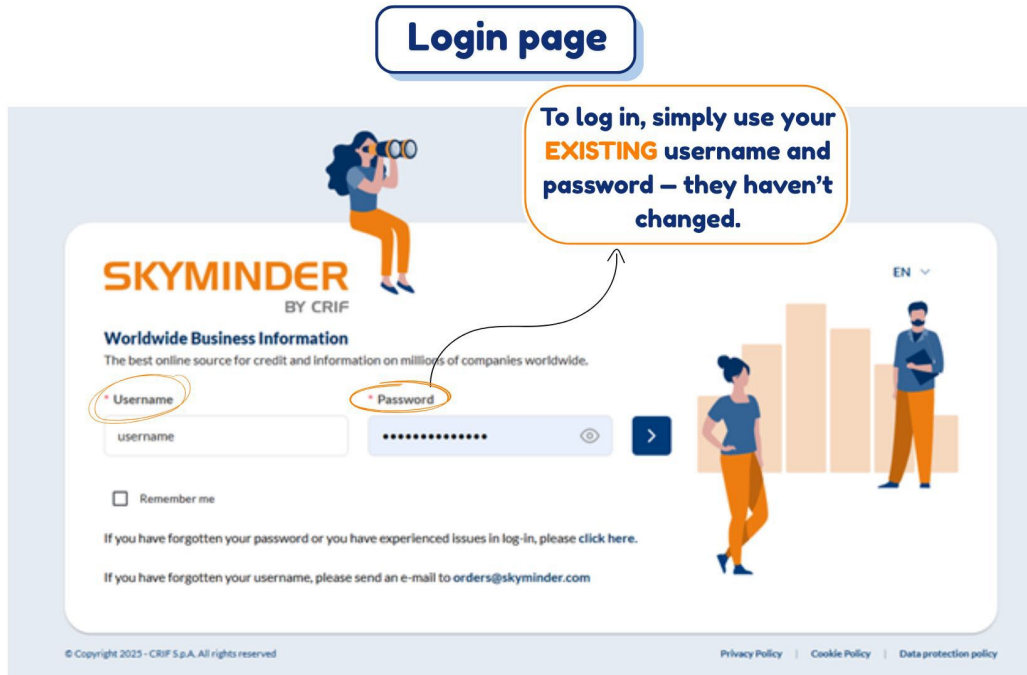 Login page
To log in, simply use your
EXISTING username and
password – they haven't
changed.
SKYMINDER
BY CRIF
EN
Worldwide Business Information
The best online source for credit and information on millions of companies worldwide.
* Username
* Password
username
••••••••••••••
Remember me
If you have forgotten your password or you have experienced issues in log-in, please click here.
If you have forgotten your username, please send an e-mail to orders@skyminder.com
© Copyright 2025 - CRIF S.p.A. All rights reserved
Privacy Policy | Cookie Policy | Data protection policy